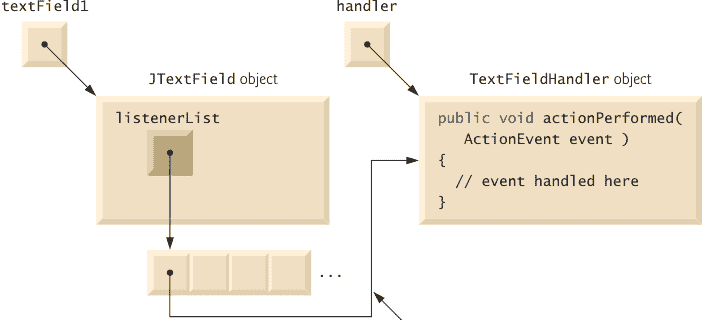 textField1
handler
JTextField object
TextFieldHandler object
listenerList
public void actionPerformed(
ActionEvent event )
{
// event handled here
}
...